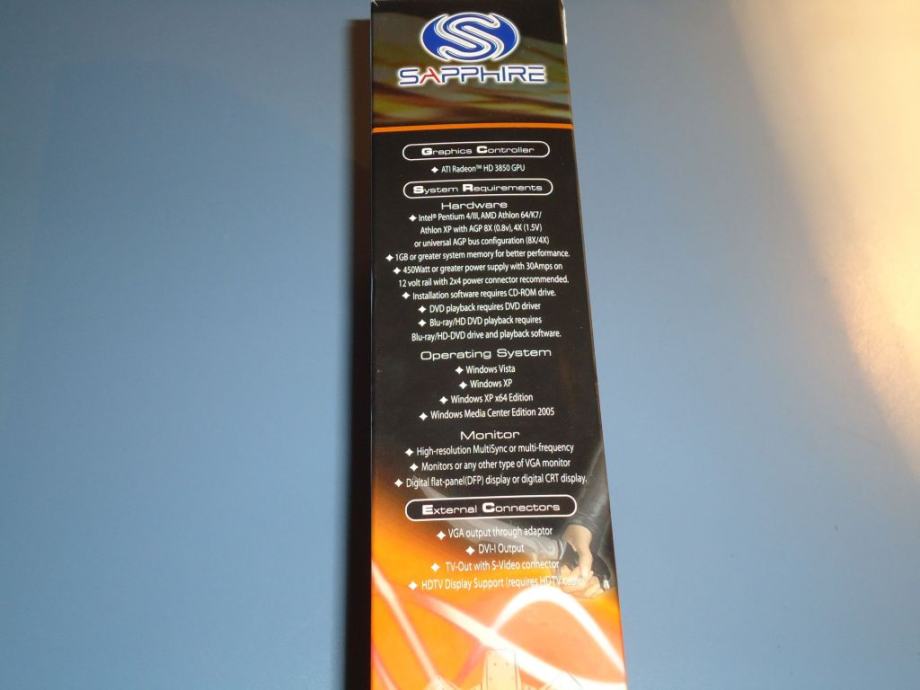 SAPPHIRE
Graphics Controller
ATI Radeon™ HD 3850 GPU
System Requirements
Hardware
Intel® Pentium 4/III, AMD Athlon 64/K7/
Athlon XP with AGP 8X (0.8v), 4X (1.5V)
or universal AGP bus configuration (8X/4X)
1GB or greater system memory for better performance.
450Watt or greater power supply with 30Amps on
12 volt rail with 2x4 power connector recommended.
Installation software requires CD-ROM drive.
DVD playback requires DVD driver
Blu-ray/HD DVD playback requires
Blu-ray/HD-DVD drive and playback software.
Operating System
Windows Vista
Windows XP
Windows XP x64 Edition
Windows Media Center Edition 2005
Monitor
High-resolution MultiSync or multi-frequency
Monitors or any other type of VGA monitor
Digital flat-panel(DFP) display or digital CRT display.
External Connectors
VGA output through adaptor
DVI-I Output
TV-Out with S-Video connector
HDTV Display Support (requires HDTV